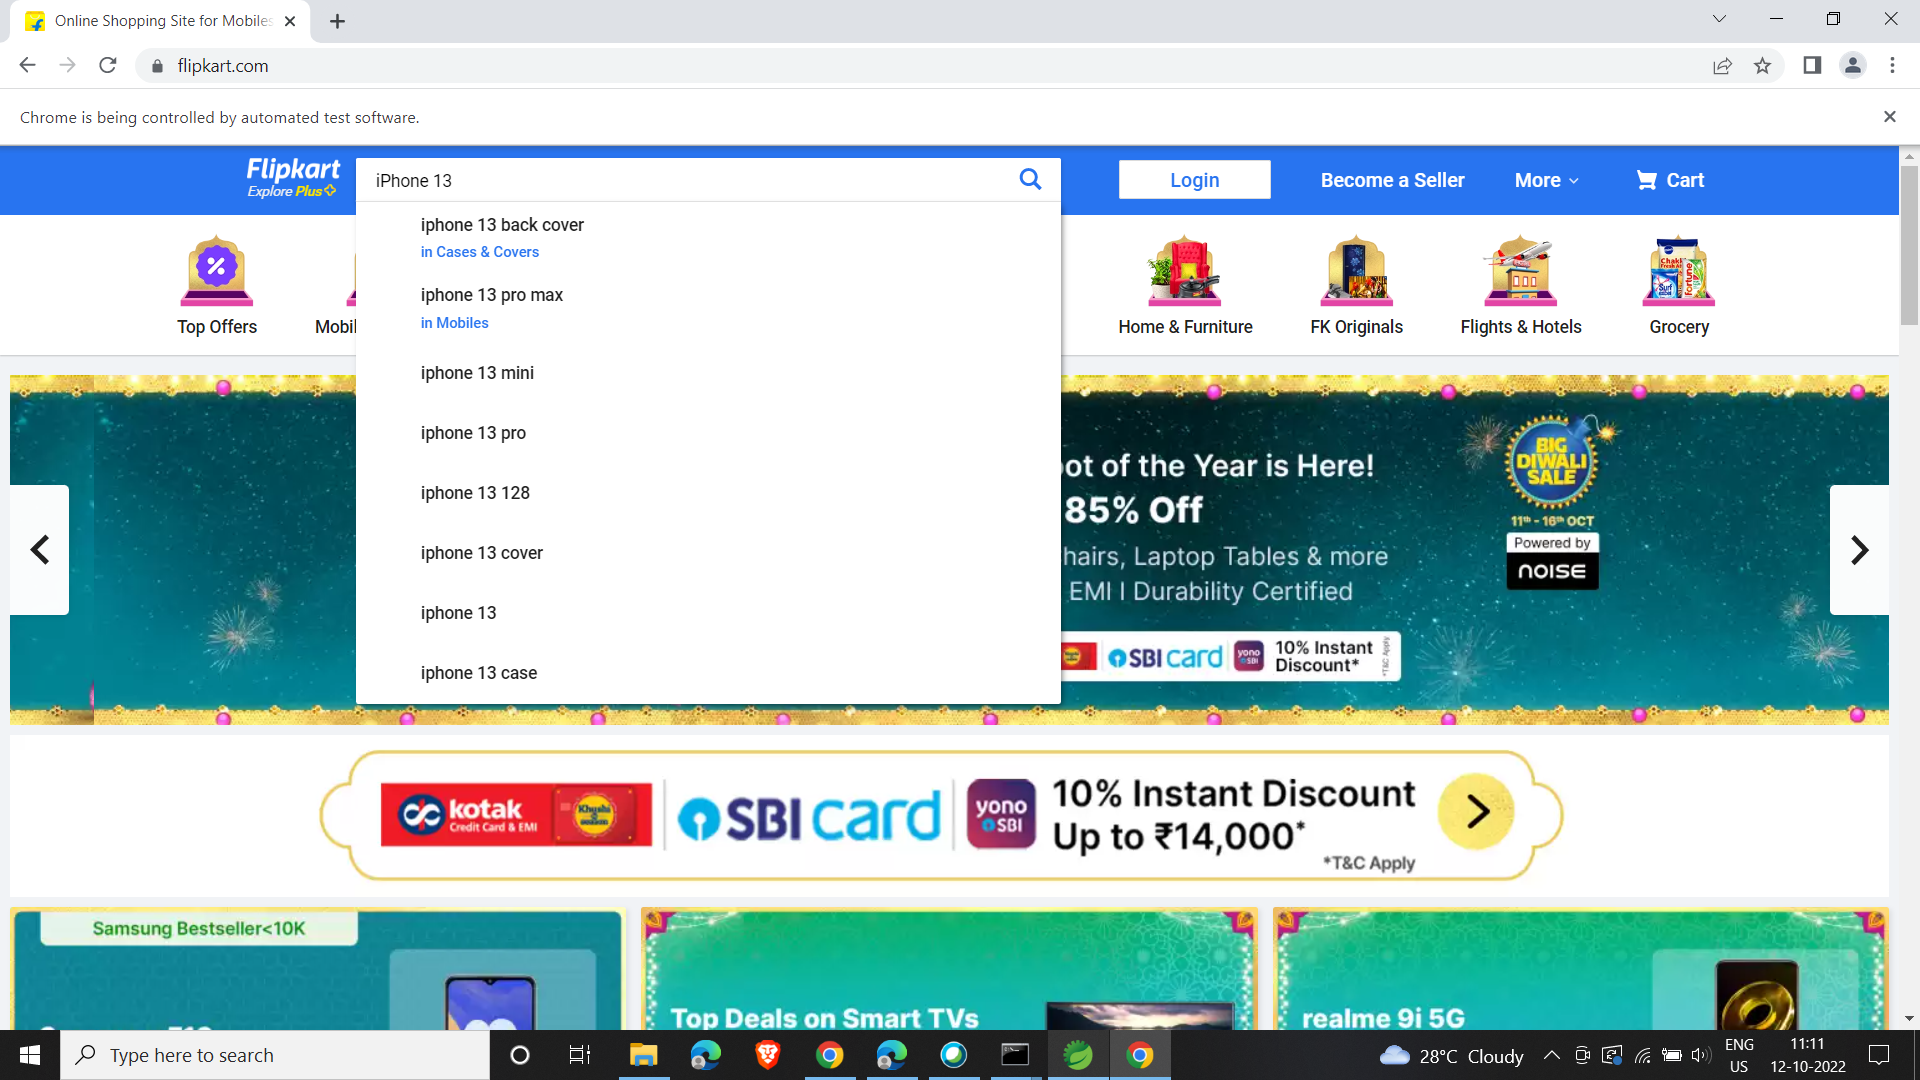 Online Shopping Site for Mobiles
flipkart.com
Chrome is being controlled by automated test software.
Flipkart
Explore Plus
iPhone 13
Login
Become a Seller
More
Cart
iphone 13 back cover
in Cases & Covers
iphone 13 pro max
in Mobiles
iphone 13 mini
iphone 13 pro
iphone 13 128
iphone 13 cover
iphone 13
iphone 13 case
Top Offers
Mobil
Home & Furniture
FK Originals
Flights & Hotels
Grocery
ot of the Year is Here!
85% Off
hairs, Laptop Tables & more
EMI I Durability Certified
SBI card
yono SBI
10% Instant
Discount*
*T&C Apply
BIG
DIWALI
SALE
11th - 16th OCT
Powered by
noise
kotak
Credit Card & EMI
Khushi
SBI card
yono
SBI
10% Instant Discount
Up to ₹14,000*
*T&C Apply
Samsung Bestseller<10K
Top Deals on Smart TVs
realme 9i 5G
Type here to search
28°C Cloudy
ENG
US
11:11
12-10-2022